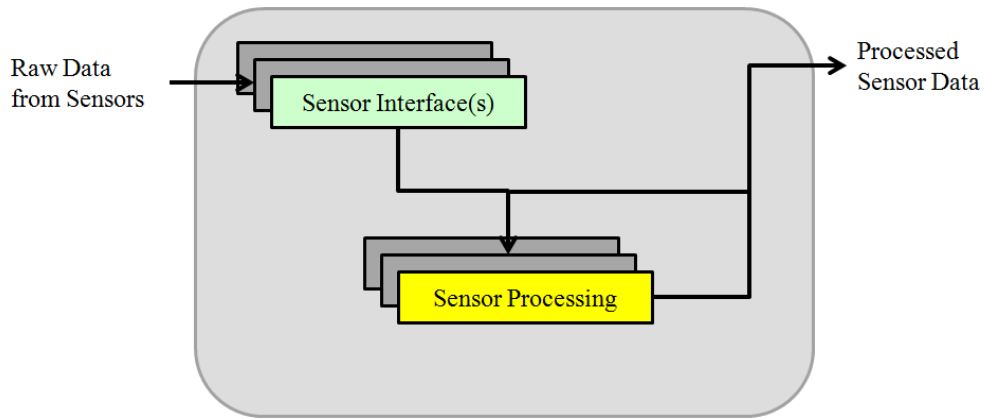 Raw Data
from Sensors
Sensor Interface(s)
Processed
Sensor Data
Sensor Processing